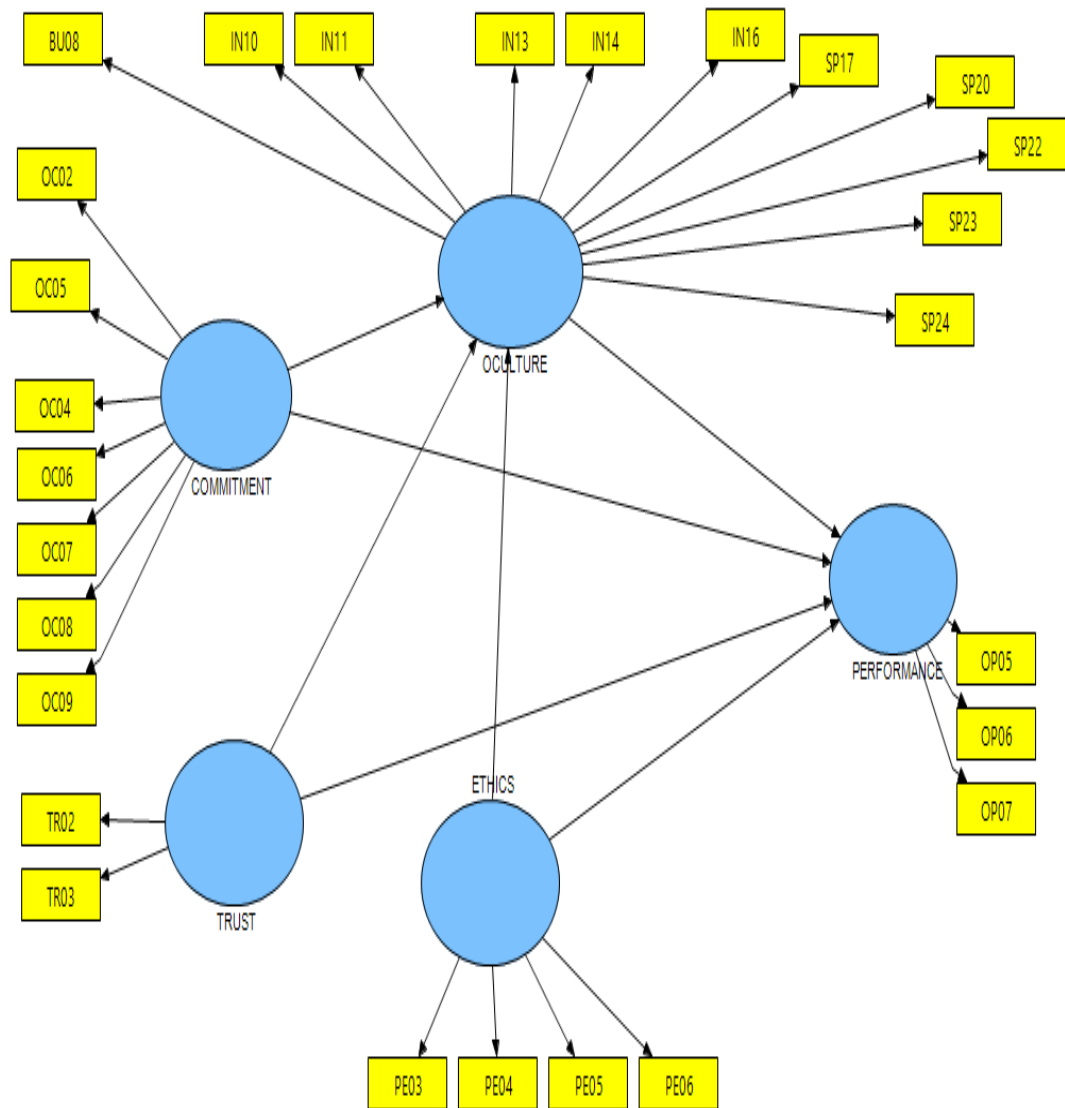 BU08
IN10
IN11
IN13
IN14
IN16
SP17
SP20
SP22
SP23
SP24
OC02
OC05
OC04
OC06
OC07
OC08
OC09
OCULTURE
COMMITMENT
PERFORMANCE
OP05
OP06
OP07
ETHICS
TR02
TR03
TRUST
PE03
PE04
PE05
PE06